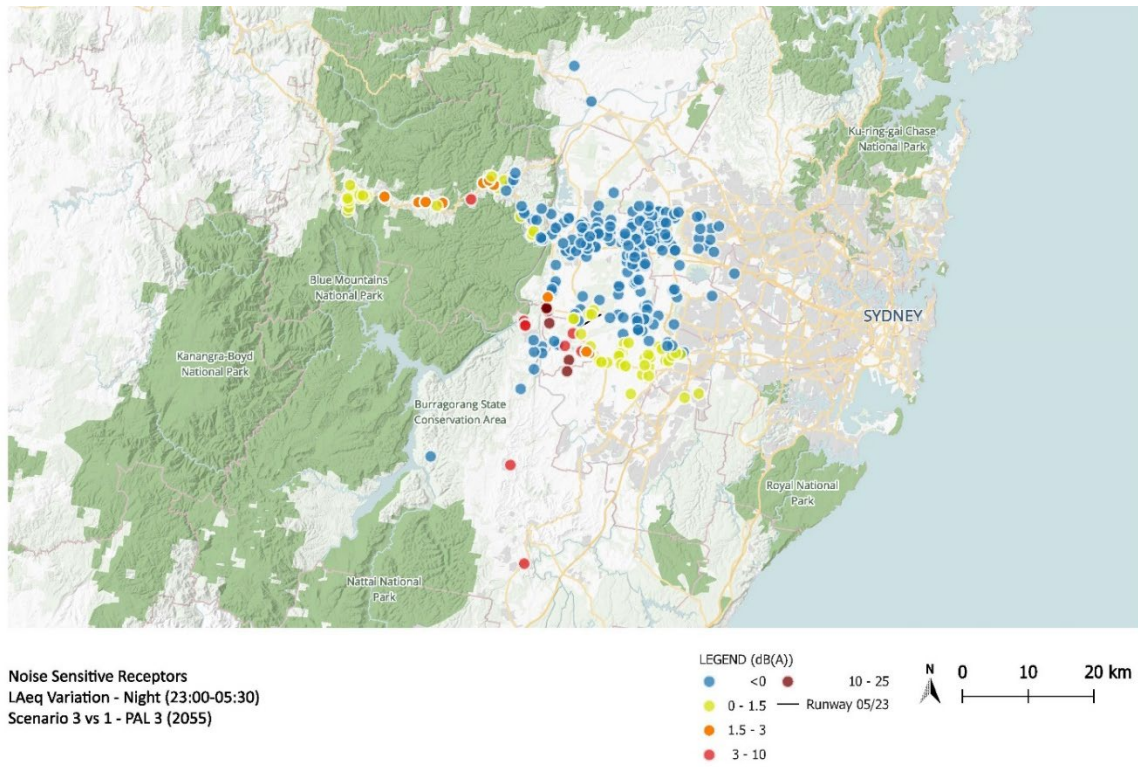 Ku-ring-gai Chase
National Park
Blue Mountains
National Park
SYDNEY
Kanangra-Boyd
National Park
Burragorang State
Conservation Area
Royal National
Park
Nattai National
Park
Noise Sensitive Receptors
LAeq Variation - Night (23:00-05:30)
Scenario 3 vs 1 - PAL 3 (2055)
LEGEND (dB(A))
<0
10 - 25
0 - 1.5
Runway 05/23
1.5 - 3
3 - 10
N
0 10 20 km